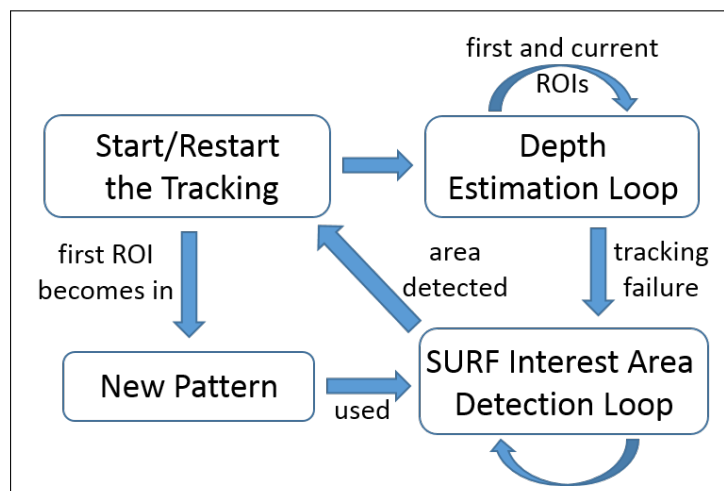 first and current
ROIs
Start/Restart
the Tracking
Depth
Estimation Loop
first ROI
becomes in
area
detected
tracking
failure
New Pattern
used
SURF Interest Area
Detection Loop